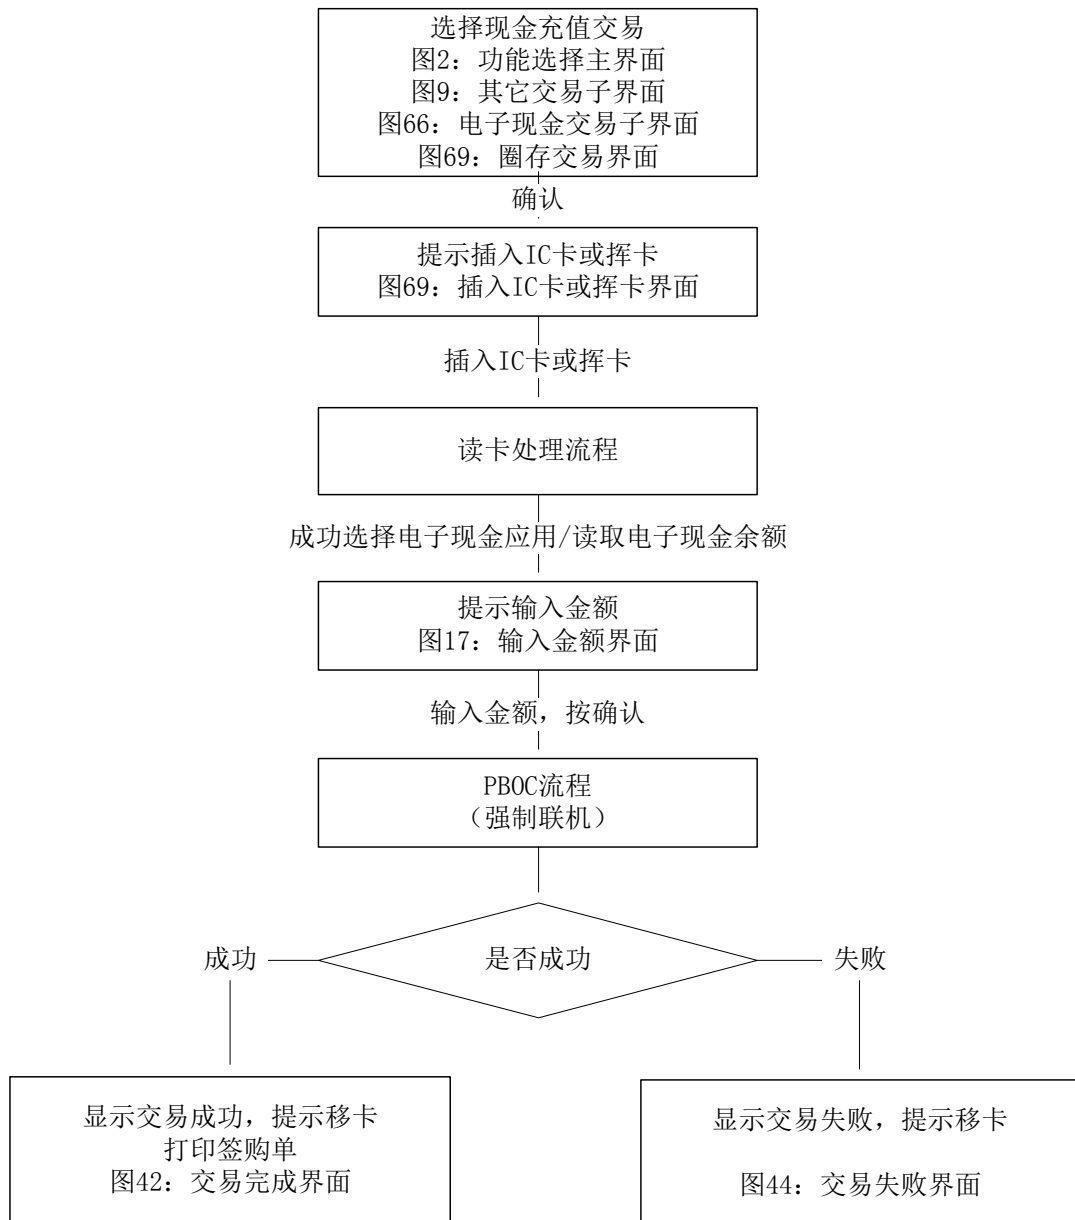 选择现金充值交易
图2：功能选择主界面
图9：其它交易子界面
图66：电子现金交易子界面
图69：圈存交易界面
确认
提示插入IC卡或挥卡
图69：插入IC卡或挥卡界面
插入IC卡或挥卡
读卡处理流程
成功选择电子现金应用/读取电子现金余额
提示输入金额
图17：输入金额界面
输入金额，按确认
PBOC流程
（强制联机）
成功
是否成功
失败
显示交易成功，提示移卡
打印签购单
图42：交易完成界面
显示交易失败，提示移卡
图44：交易失败界面